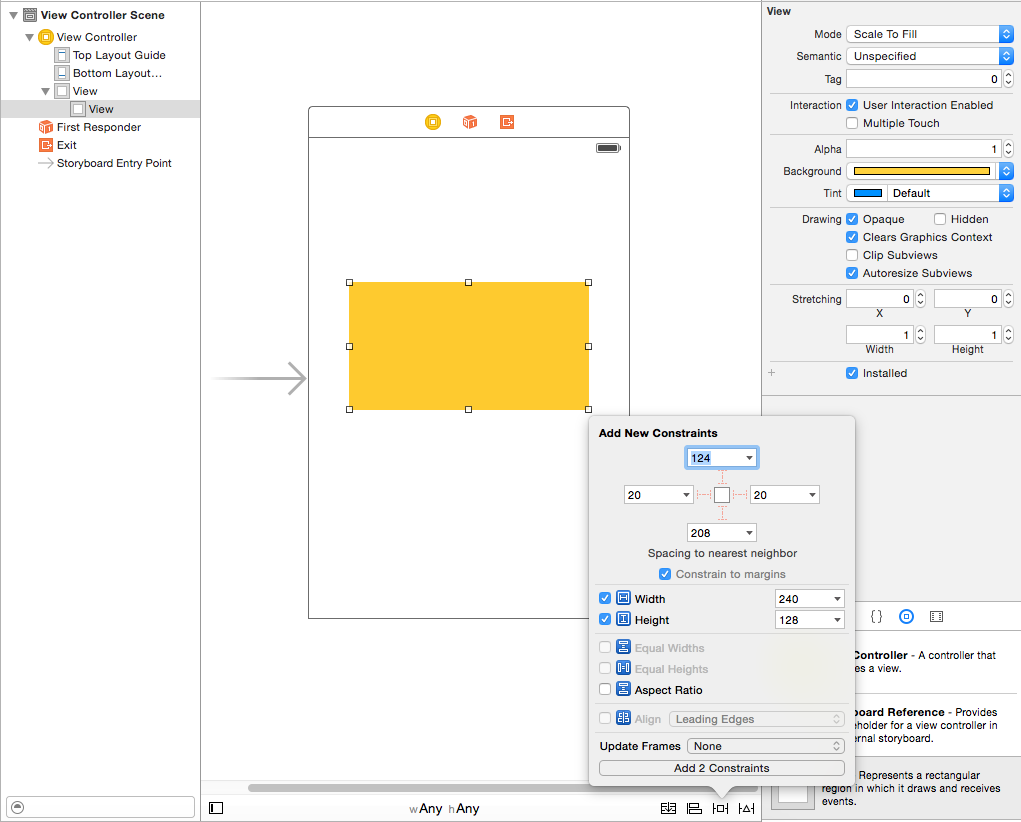 View Controller Scene
View Controller
Top Layout Guide
Bottom Layout…
View
View
First Responder
Exit
Storyboard Entry Point
wAny hAny
View
Mode Scale To Fill
Semantic Unspecified
Tag 0
Interaction User Interaction Enabled
Multiple Touch
Alpha 1
Background
Tint Default
Drawing Opaque Hidden
Clears Graphics Context
Clip Subviews
Autoresize Subviews
Stretching 0 0
X Y
1 1
Width Height
+ Installed
Add New Constraints
124
20 20
208
Spacing to nearest neighbor
Constrain to margins
Width 240
Height 128
Equal Widths
Equal Heights
Aspect Ratio
Align Leading Edges
Update Frames None
Add 2 Constraints
{}
Controller - A controller that
es a view.
board Reference - Provides
eholder for a view controller in
ernal storyboard.
Represents a rectangular
region in which it draws and receives
events.